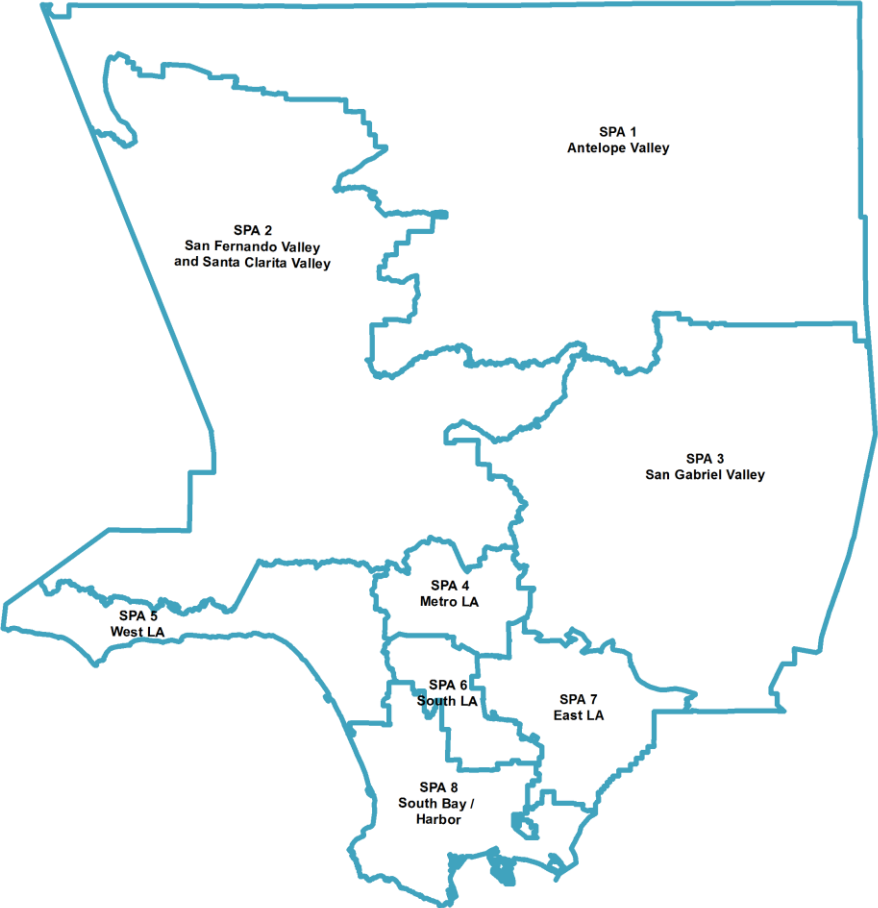 SPA 1
Antelope Valley
SPA 2
San Fernando Valley
and Santa Clarita Valley
SPA 3
San Gabriel Valley
SPA 4
Metro LA
SPA 5
West LA
SPA 6
South LA
SPA 7
East LA
SPA 8
South Bay /
Harbor